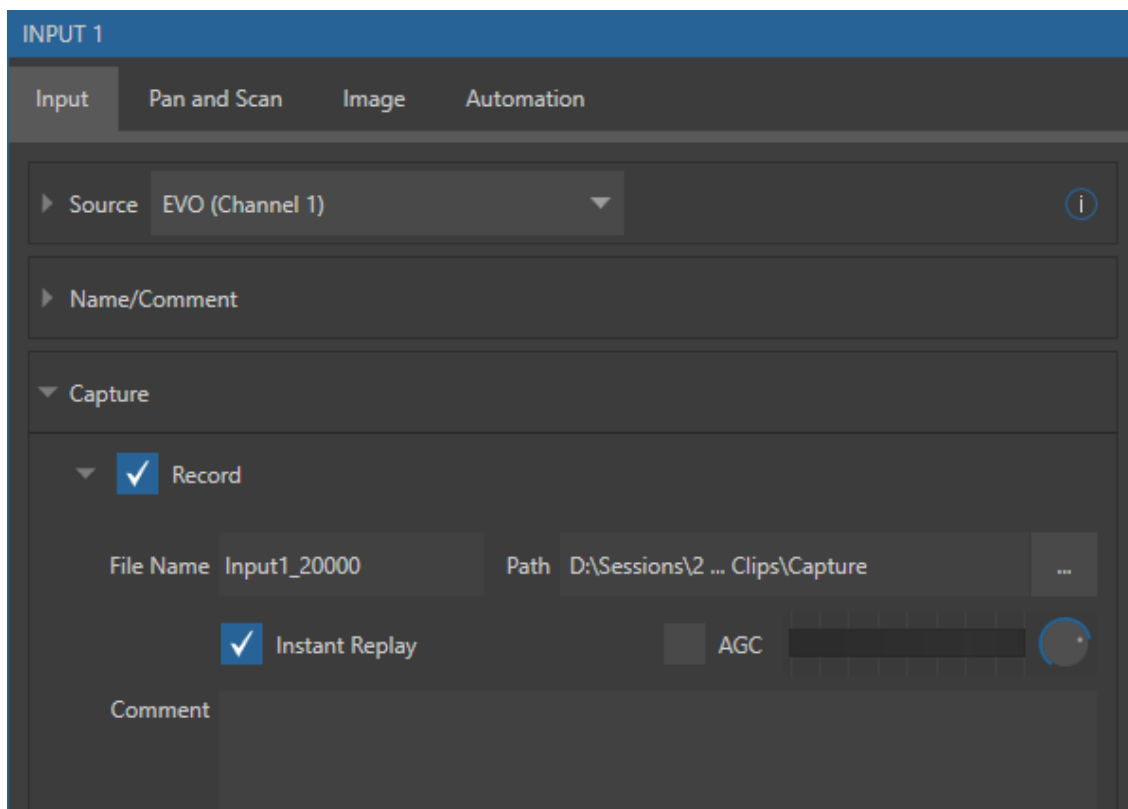 INPUT 1
Input Pan and Scan Image Automation
Source EVO (Channel 1) i
Name/Comment
Capture
Record
File Name Input1_20000 Path D:\Sessions\2 ... Clips\Capture ...
Instant Replay AGC
Comment